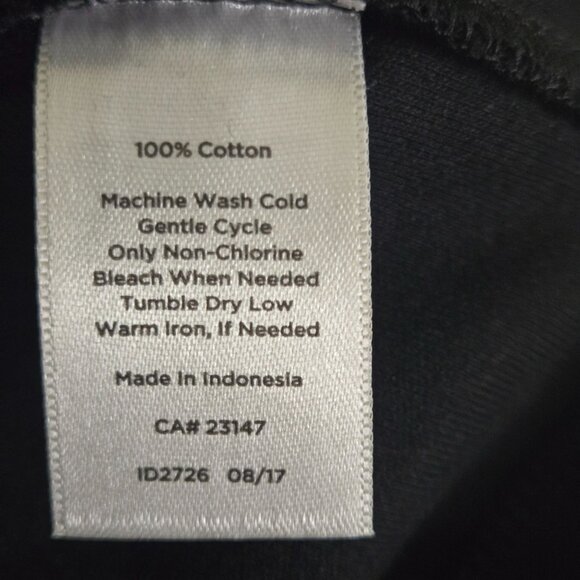 100% Cotton
Machine Wash Cold
Gentle Cycle
Only Non-Chlorine
Bleach When Needed
Tumble Dry Low
Warm Iron, If Needed
Made in Indonesia
CA# 23147
ID2726 08/17